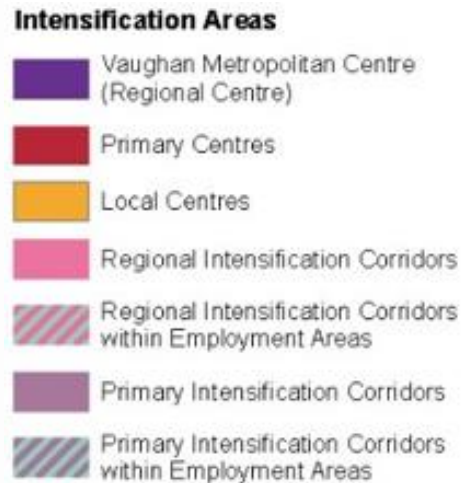 Intensification Areas
Vaughan Metropolitan Centre
(Regional Centre)
Primary Centres
Local Centres
Regional Intensification Corridors
Regional Intensification Corridors
within Employment Areas
Primary Intensification Corridors
Primary Intensification Corridors
within Employment Areas